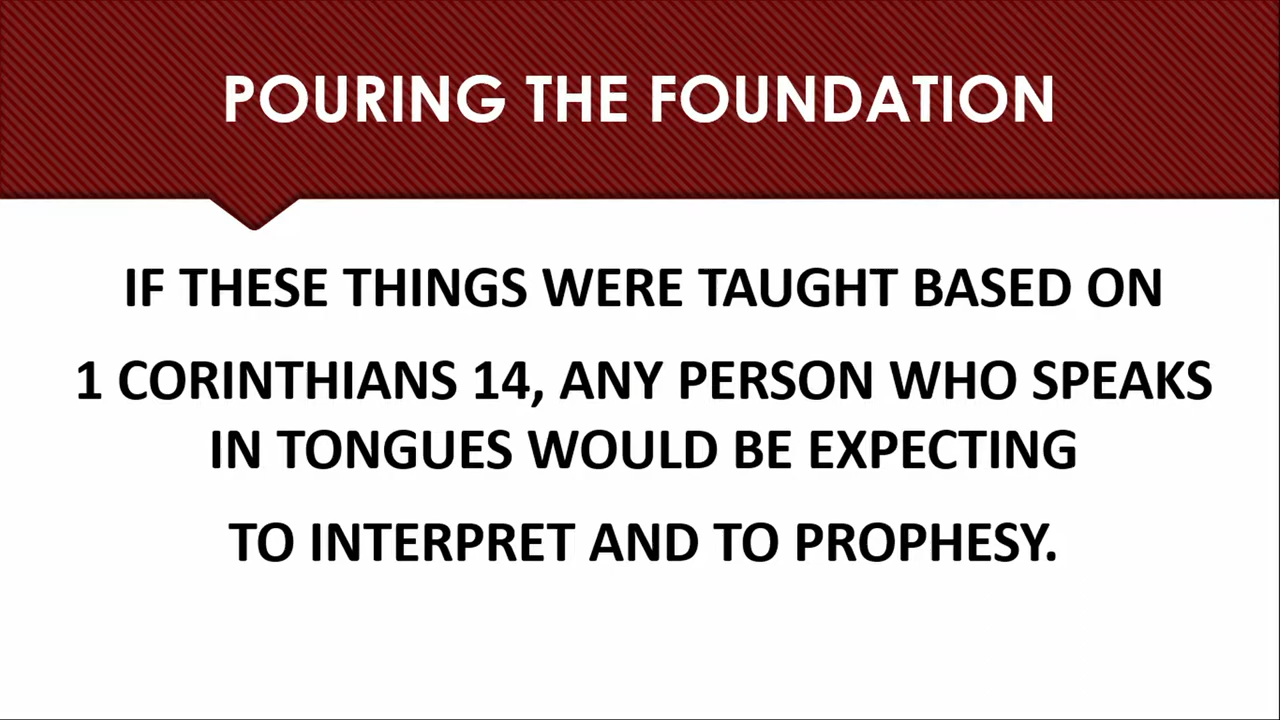 POURING THE FOUNDATION
IF THESE THINGS WERE TAUGHT BASED ON
1 CORINTHIANS 14, ANY PERSON WHO SPEAKS
IN TONGUES WOULD BE EXPECTING
TO INTERPRET AND TO PROPHESY.